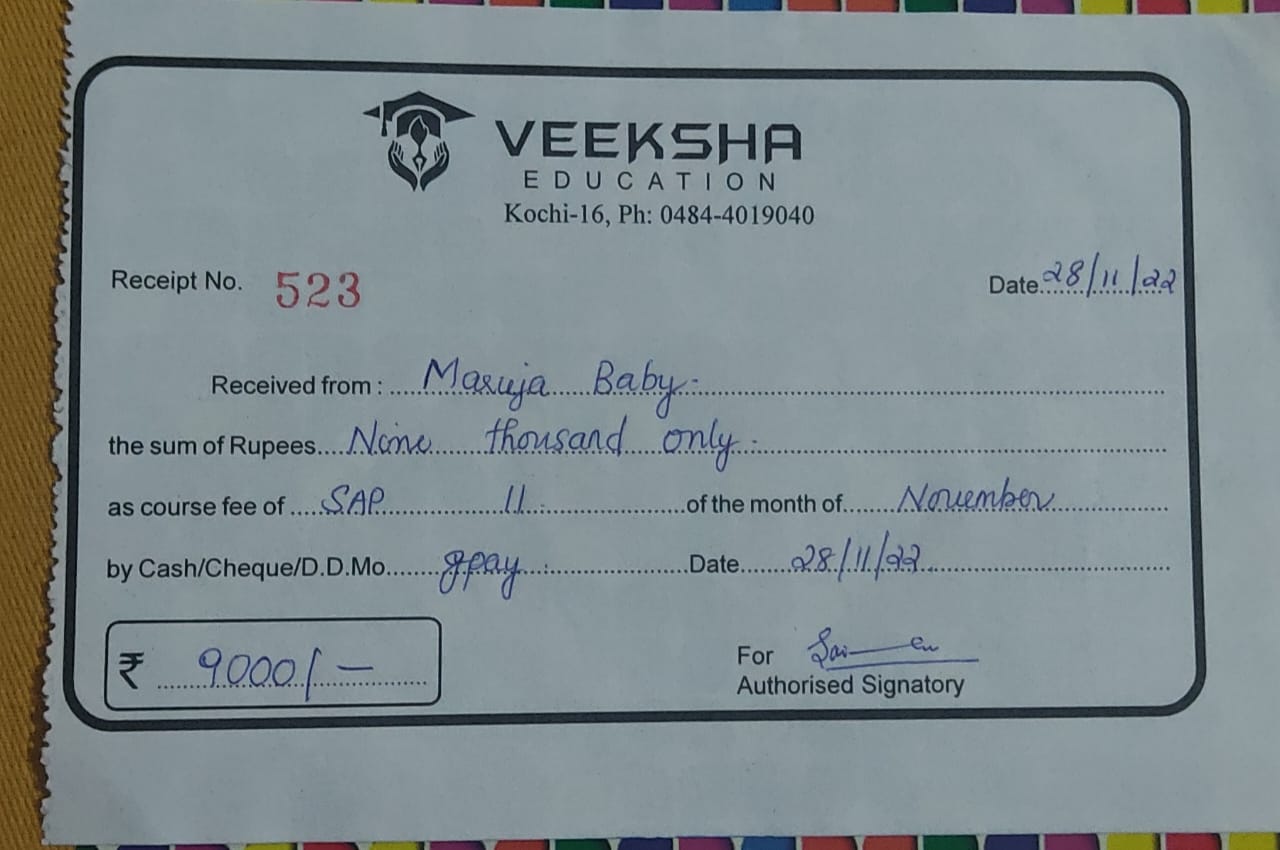 VEEKSHA
EDUCATION
Kochi-16, Ph: 0484-4019040
Receipt No. 523 Date 28/11/22
Received from : Maruja Baby
the sum of Rupees Nine thousand only
as course fee of SAP 11 of the month of November
by Cash/Cheque/D.D.Mo gpay Date 28/11/22
₹ 9000/-
For
Authorised Signatory